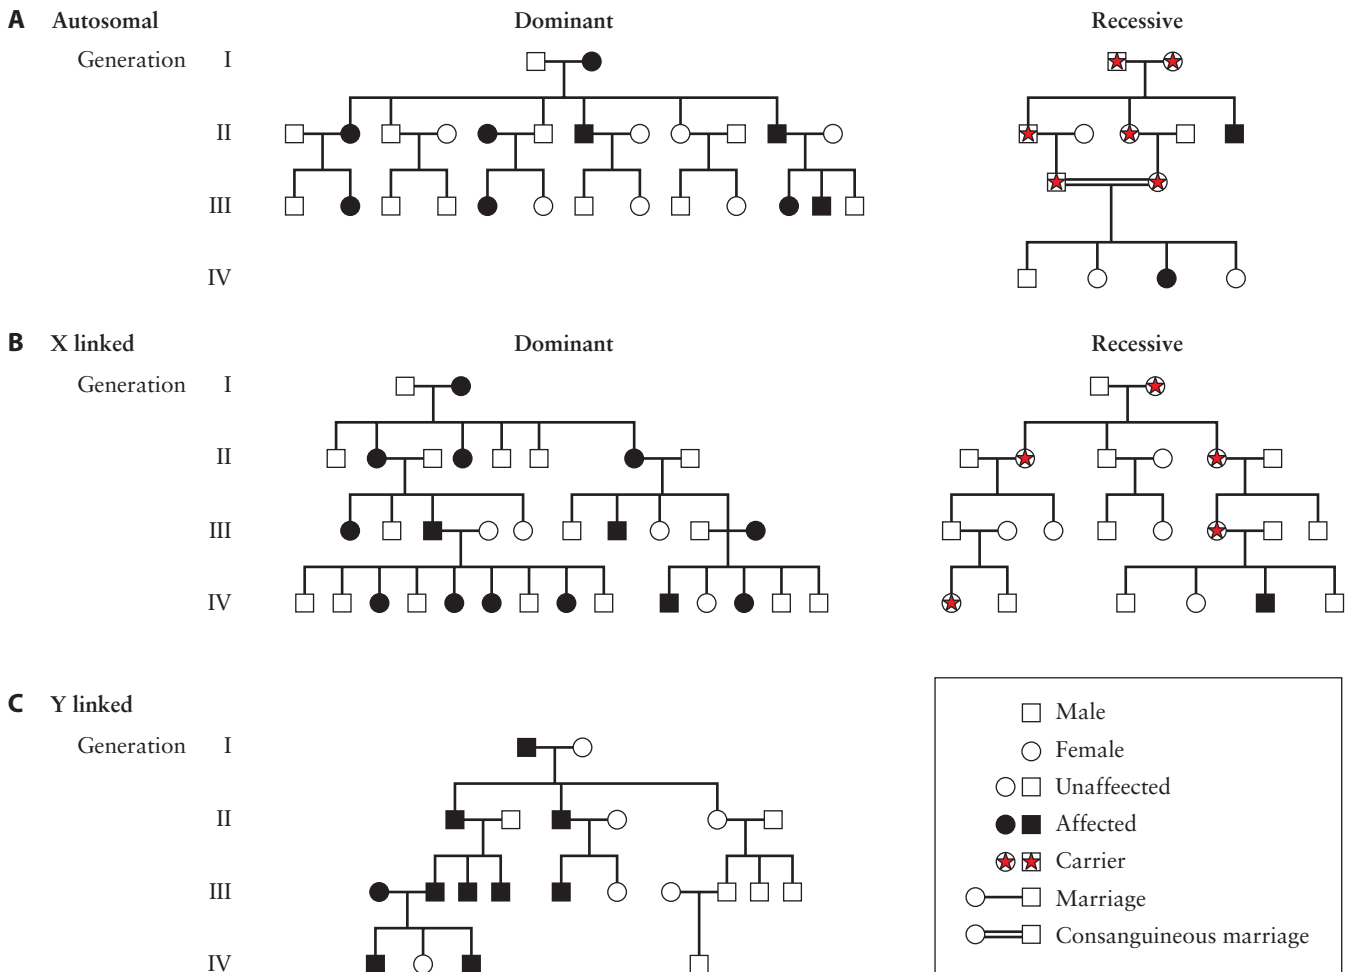 A Autosomal Dominant Recessive
Generation I
II
III
IV
B X linked Dominant Recessive
Generation I
II
III
IV
C Y linked
Generation I
II
III
IV
Male
Female
Unaffeected
Affected
Carrier
Marriage
Consanguineous marriage